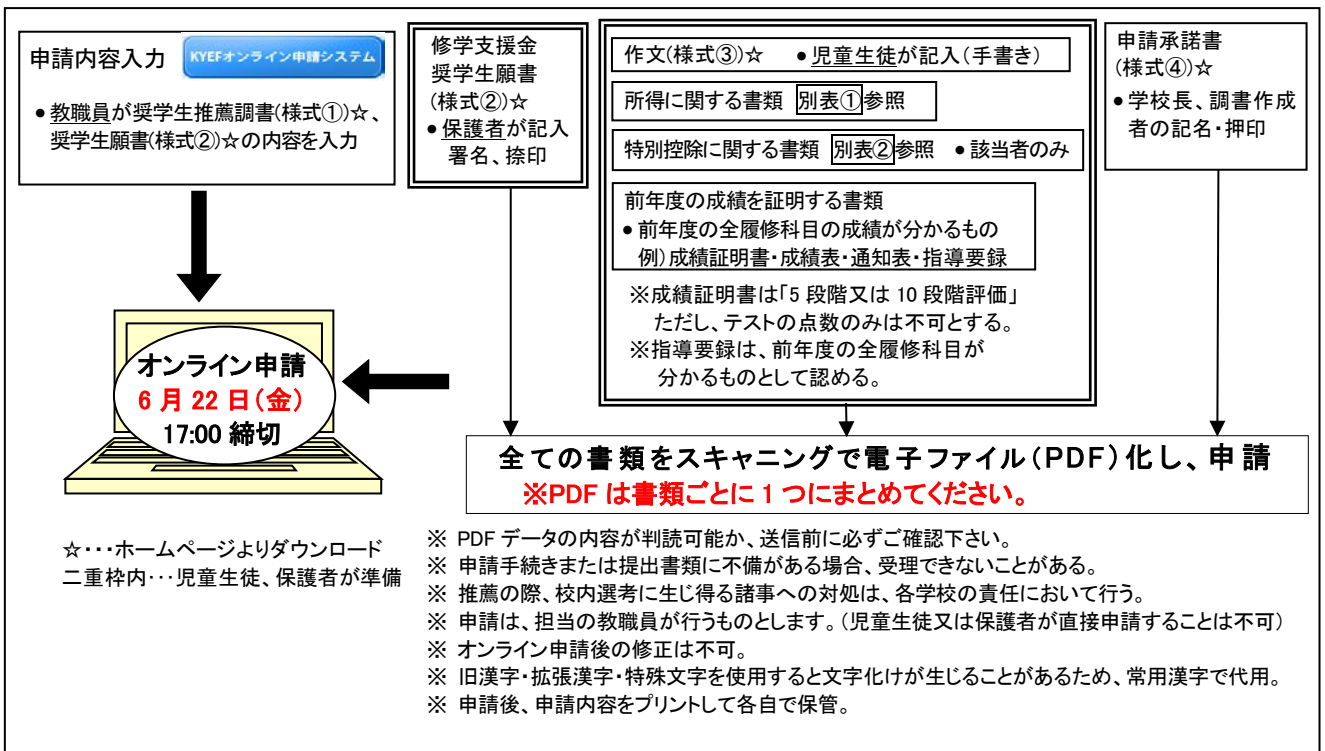 申請内容入力
KYEFオンライン申請システム
●教職員が奨学生推薦調書(様式①)☆、
奨学生願書(様式②)☆の内容を入力
修学支援金
奨学生願書
(様式②)☆
●保護者が記入
署名、捺印
作文(様式③)☆ ●児童生徒が記入(手書き)
所得に関する書類 別表①参照
特別控除に関する書類 別表②参照 ●該当者のみ
前年度の成績を証明する書類
●前年度の全履修科目の成績が分かるもの
例)成績証明書・成績表・通知表・指導要録
※成績証明書は「5 段階又は 10 段階評価」
ただし、テストの点数のみは不可とする。
※指導要録は、前年度の全履修科目が
分かるものとして認める。
申請承諾書
(様式④)☆
●学校長、調書作成
者の記名・押印
オンライン申請
6 月 22 日(金)
17:00 締切
全ての書類をスキャニングで電子ファイル(PDF)化し、申請
※PDF は書類ごとに 1 つにまとめてください。
☆・・・ホームページよりダウンロード
二重枠内・・・児童生徒、保護者が準備
※ PDF データの内容が判読可能か、送信前に必ずご確認下さい。
※ 申請手続きまたは提出書類に不備がある場合、受理できないことがある。
※ 推薦の際、校内選考に生じ得る諸事への対処は、各学校の責任において行う。
※ 申請は、担当の教職員が行うものとします。(児童生徒又は保護者が直接申請することは不可)
※ オンライン申請後の修正は不可。
※ 旧漢字・拡張漢字・特殊文字を使用すると文字化けが生じることがあるため、常用漢字で代用。
※ 申請後、申請内容をプリントして各自で保管。